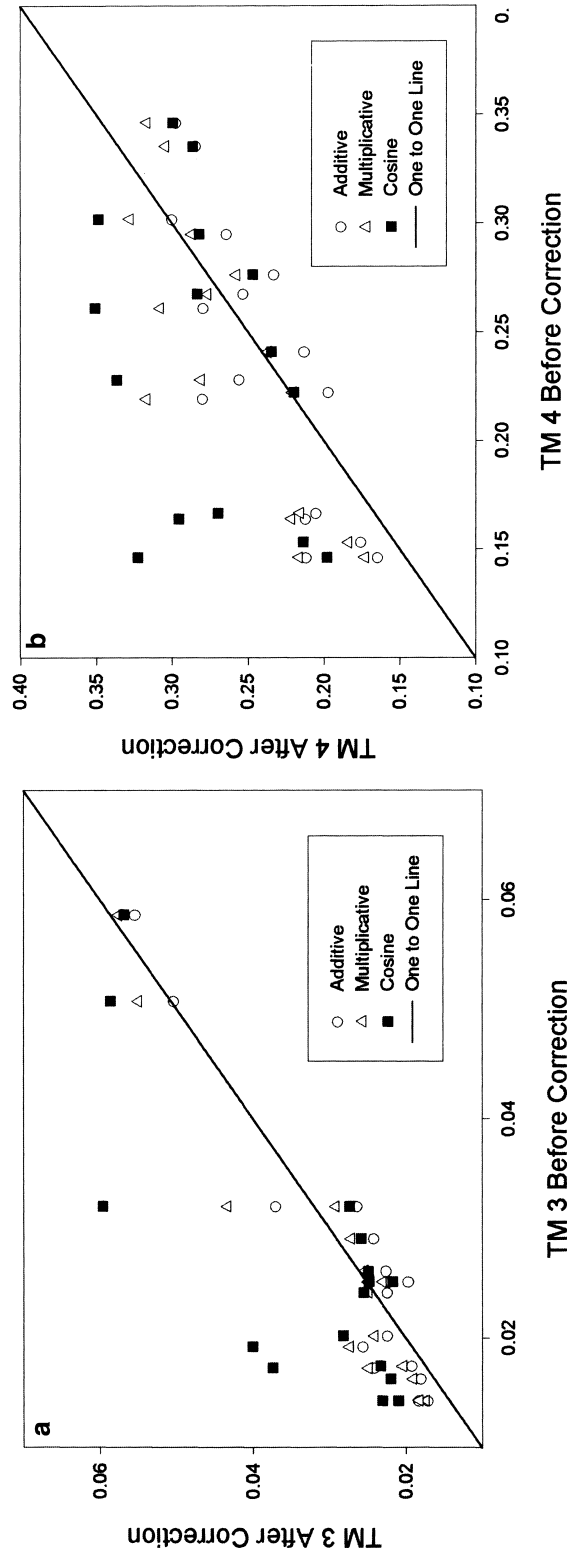 a
TM 3 After Correction
0.06
0.04
0.02
0.02
0.04
0.06
TM 3 Before Correction
Additive
Multiplicative
Cosine
One to One Line
b
TM 4 After Correction
0.40
0.35
0.30
0.25
0.20
0.15
0.10
0.10
0.15
0.20
0.25
0.30
0.35
0.
TM 4 Before Correction
Additive
Multiplicative
Cosine
One to One Line